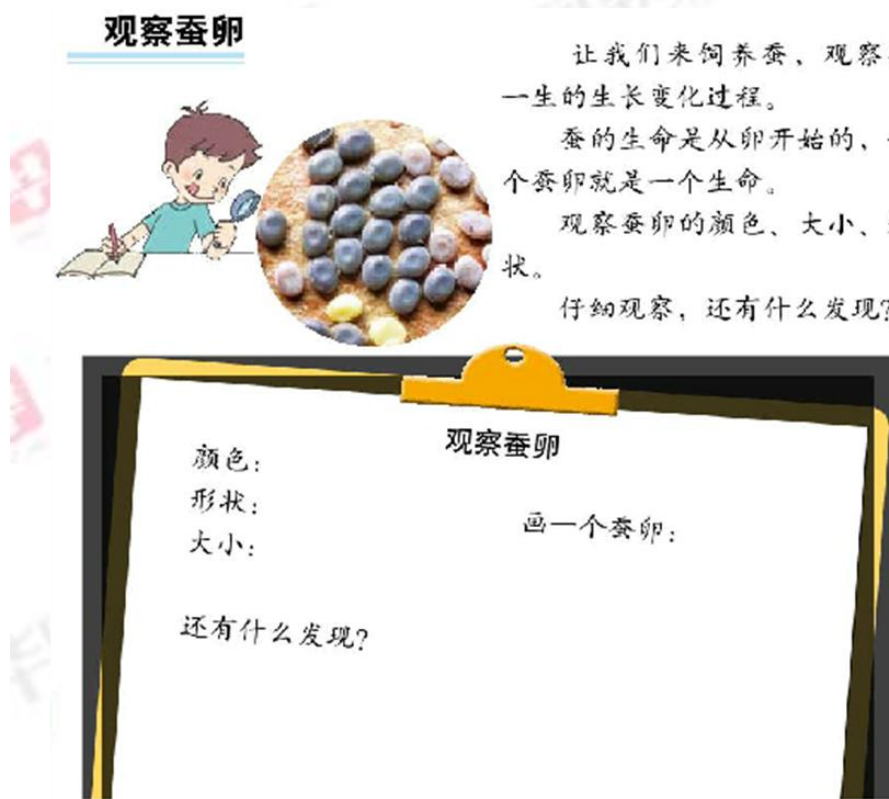 观察蚕卵
让我们来饲养蚕、观察
一生的生长变化过程。
蚕的生命是从卵开始的、
个蚕卵就是一个生命。
观察蚕卵的颜色、大小、
状。
仔细观察，还有什么发现?
观察蚕卵
颜色：
形状：
大小：
画一个蚕卵：
还有什么发现?